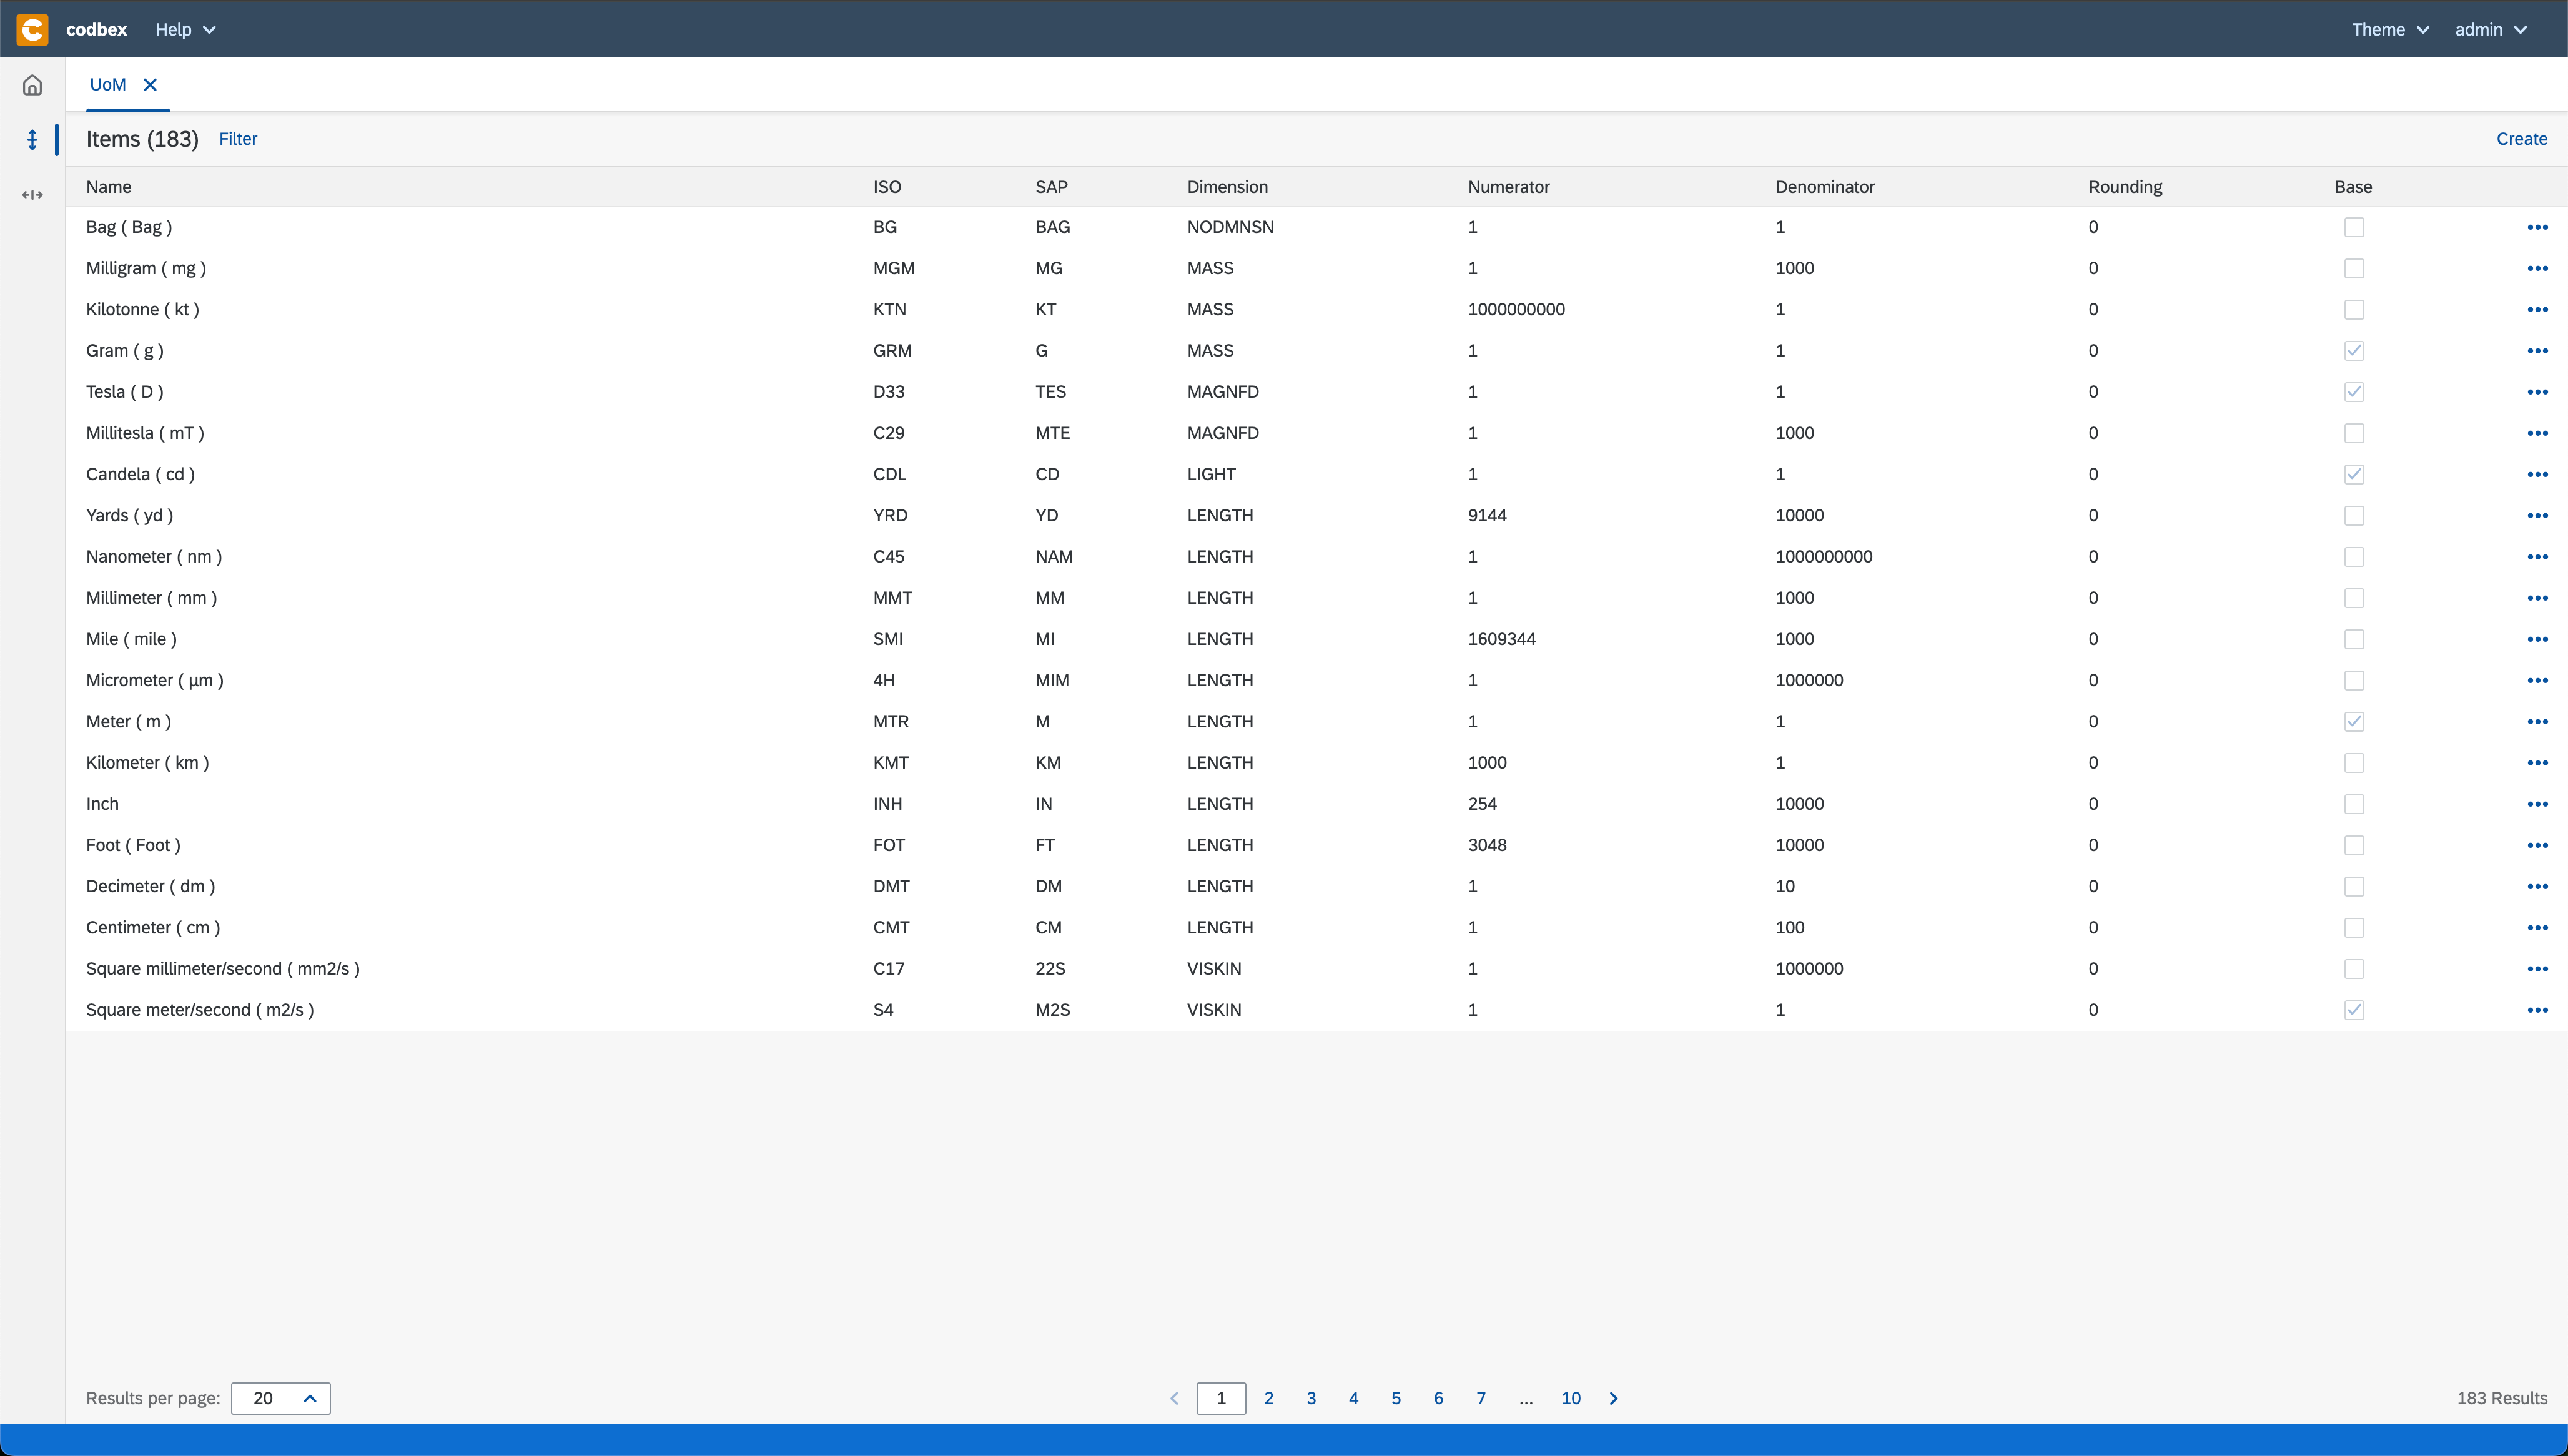 codbex Help Theme admin
UoM
Items (183) Filter Create
Name ISO SAP Dimension Numerator Denominator Rounding Base
Bag ( Bag ) BG BAG NODMNSN 1 1 0
Milligram ( mg ) MGM MG MASS 1 1000 0
Kilotonne ( kt ) KTN KT MASS 1000000000 1 0
Gram ( g ) GRM G MASS 1 1 0
Tesla ( D ) D33 TES MAGNFD 1 1 0
Millitesla ( mT ) C29 MTE MAGNFD 1 1000 0
Candela ( cd ) CDL CD LIGHT 1 1 0
Yards ( yd ) YRD YD LENGTH 9144 10000 0
Nanometer ( nm ) C45 NAM LENGTH 1 1000000000 0
Millimeter ( mm ) MMT MM LENGTH 1 1000 0
Mile ( mile ) SMI MI LENGTH 1609344 1000 0
Micrometer ( µm ) 4H MIM LENGTH 1 1000000 0
Meter ( m ) MTR M LENGTH 1 1 0
Kilometer ( km ) KMT KM LENGTH 1000 1 0
Inch INH IN LENGTH 254 10000 0
Foot ( Foot ) FOT FT LENGTH 3048 10000 0
Decimeter ( dm ) DMT DM LENGTH 1 10 0
Centimeter ( cm ) CMT CM LENGTH 1 100 0
Square millimeter/second ( mm2/s ) C17 22S VISKIN 1 1000000 0
Square meter/second ( m2/s ) S4 M2S VISKIN 1 1 0
Results per page: 20 1 2 3 4 5 6 7 ... 10 183 Results